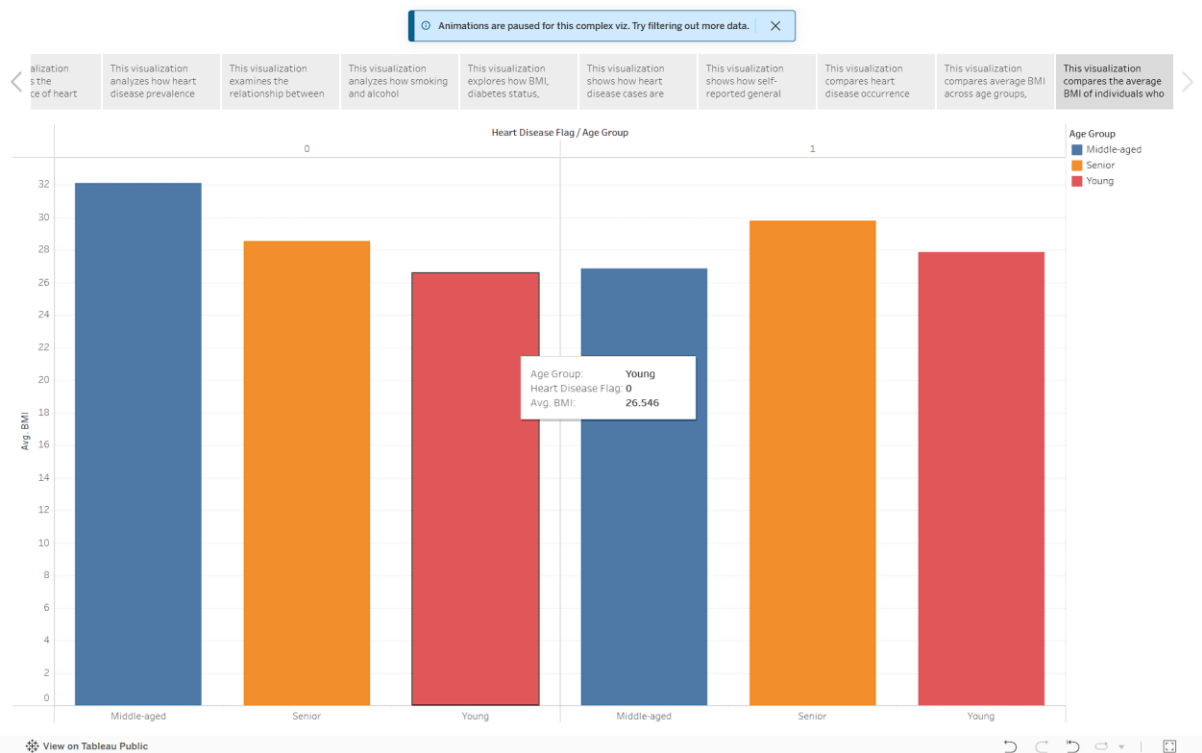 Animations are paused for this complex viz. Try filtering out more data.
alization
s the
ce of heart
This visualization
analyzes how heart
disease prevalence
This visualization
examines the
relationship between
This visualization
analyzes how smoking
and alcohol
This visualization
explores how BMI,
diabetes status,
This visualization
shows how heart
disease cases are
This visualization
shows how self-
reported general
This visualization
compares heart
disease occurrence
This visualization
compares average BMI
across age groups,
This visualization
compares the average
BMI of individuals who
Heart Disease Flag / Age Group
0
1
Age Group
Middle-aged
Senior
Young
Avg. BMI
32
30
28
26
24
22
20
18
16
14
12
10
8
6
4
2
0
Age Group: Young
Heart Disease Flag: 0
Avg. BMI: 26.546
Middle-aged
Senior
Young
Middle-aged
Senior
Young
View on Tableau Public